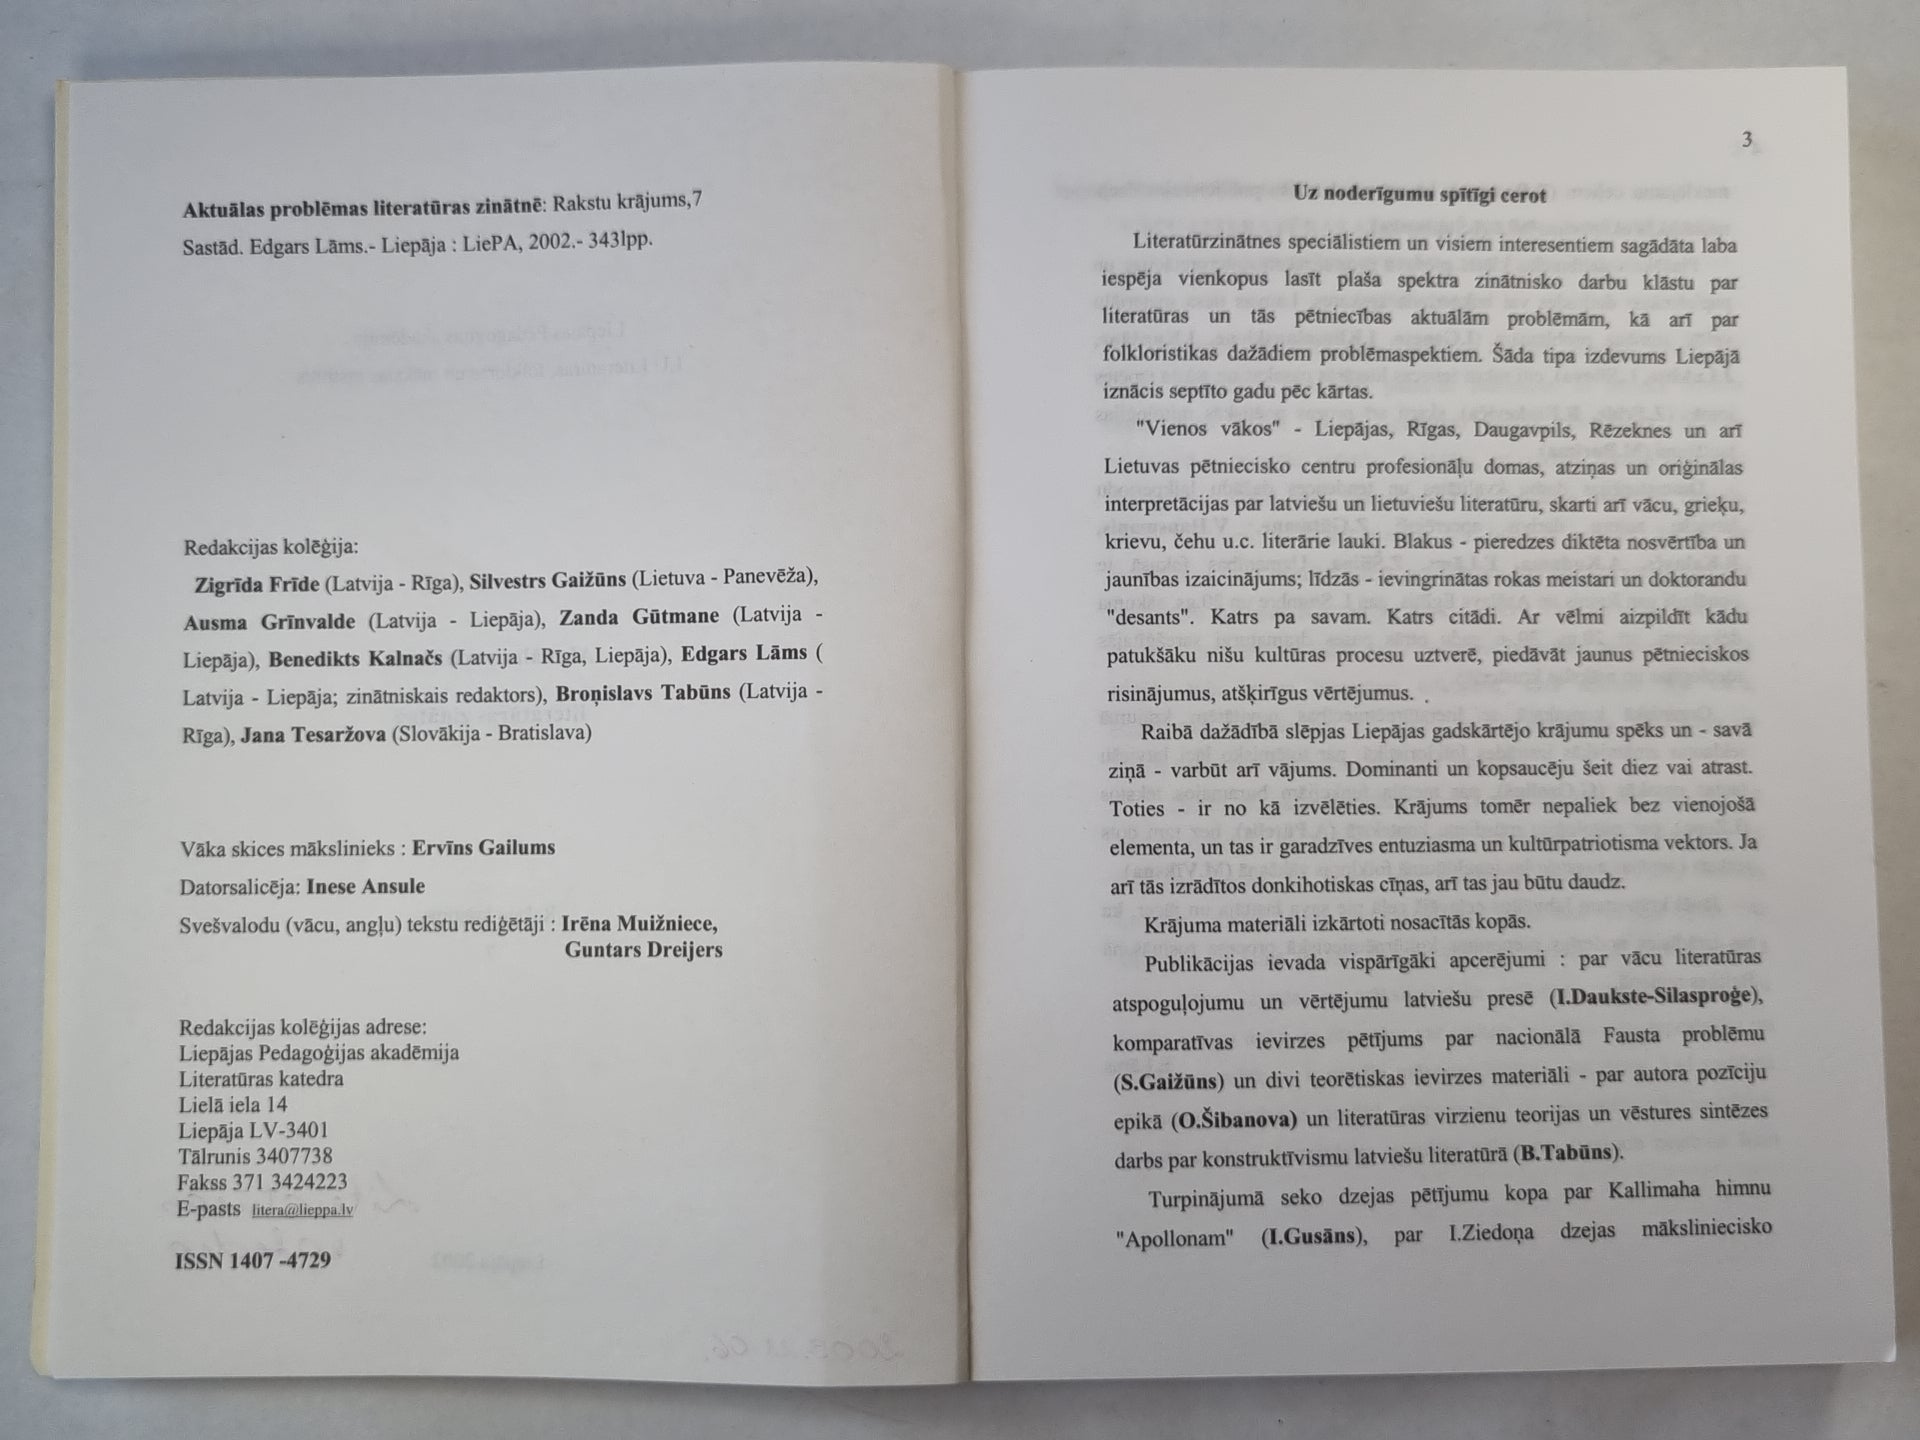 Aktuālas problēmas literatūras zinātnē: Rakstu krājums,7
Sastād. Edgars Lāms.- Liepāja : LiePA, 2002.- 343lpp.
Redakcijas kolēģija:
Zigrīda Frīde (Latvija - Rīga), Silvestrs Gaižūns (Lietuva - Panevēža),
Ausma Grīnvalde (Latvija - Liepāja), Zanda Gūtmane (Latvija -
Liepāja), Benedikts Kalnačs (Latvija - Rīga, Liepāja), Edgars Lāms (
Latvija - Liepāja; zinātniskais redaktors), Broņislavs Tabūns (Latvija -
Rīga), Jana Tesaržova (Slovākija - Bratislava)
Vāka skices mākslinieks : Ervīns Gailums
Datorsalicēja: Inese Ansule
Svešvalodu (vācu, angļu) tekstu rediģētāji : Irēna Muižniece,
Guntars Dreijers
Redakcijas kolēģijas adrese:
Liepājas Pedagoģijas akadēmija
Literatūras katedra
Lielā iela 14
Liepāja LV-3401
Tālrunis 3407738
Fakss 371 3424223
E-pasts litera@lieppa.lv
ISSN 1407 -4729
3
Uz noderīgumu spītīgi cerot
Literatūrzinātnes speciālistiem un visiem interesentiem sagādāta laba
iespēja vienkopus lasīt plaša spektra zinātnisko darbu klāstu par
literatūras un tās pētniecības aktuālām problēmām, kā arī par
folkloristikas dažādiem problēmaspektiem. Šāda tipa izdevums Liepājā
iznācis septīto gadu pēc kārtas.
"Vienos vākos" - Liepājas, Rīgas, Daugavpils, Rēzeknes un arī
Lietuvas pētniecisko centru profesionāļu domas, atziņas un oriģinālas
interpretācijas par latviešu un lietuviešu literatūru, skarti arī vācu, grieķu,
krievu, čehu u.c. literārie lauki. Blakus - pieredzes diktēta nosvērtība un
jaunības izaicinājums; līdzās - ievingrinātas rokas meistari un doktorandu
"desants". Katrs pa savam. Katrs citādi. Ar vēlmi aizpildīt kādu
patukšāku nišu kultūras procesu uztverē, piedāvāt jaunus pētnieciskos
risinājumus, atšķirīgus vērtējumus.
Raibā dažādībā slēpjas Liepājas gadskārtējo krājumu spēks un - savā
ziņā - varbūt arī vājums. Dominanti un kopsaucēju šeit diez vai atrast.
Toties - ir no kā izvēlēties. Krājums tomēr nepaliek bez vienojošā
elementa, un tas ir garadzīves entuziasma un kultūrpatriotisma vektors. Ja
arī tās izrādītos donkihotiskas cīņas, arī tas jau būtu daudz.
Krājuma materiāli izkārtoti nosacītās kopās.
Publikācijas ievada vispārīgāki apcerējumi : par vācu literatūras
atspoguļojumu un vērtējumu latviešu presē (I.Daukste-Silasproģe),
komparatīvas ievirzes pētījums par nacionālā Fausta problēmu
(S.Gaižūns) un divi teorētiskas ievirzes materiāli - par autora pozīciju
epikā (O.Šibanova) un literatūras virzienu teorijas un vēstures sintēzes
darbs par konstruktīvismu latviešu literatūrā (B.Tabūns).
Turpinājumā seko dzejas pētījumu kopa par Kallimaha himnu
"Apollonam" (I.Gusāns), par I.Ziedoņa dzejas māksliniecisko